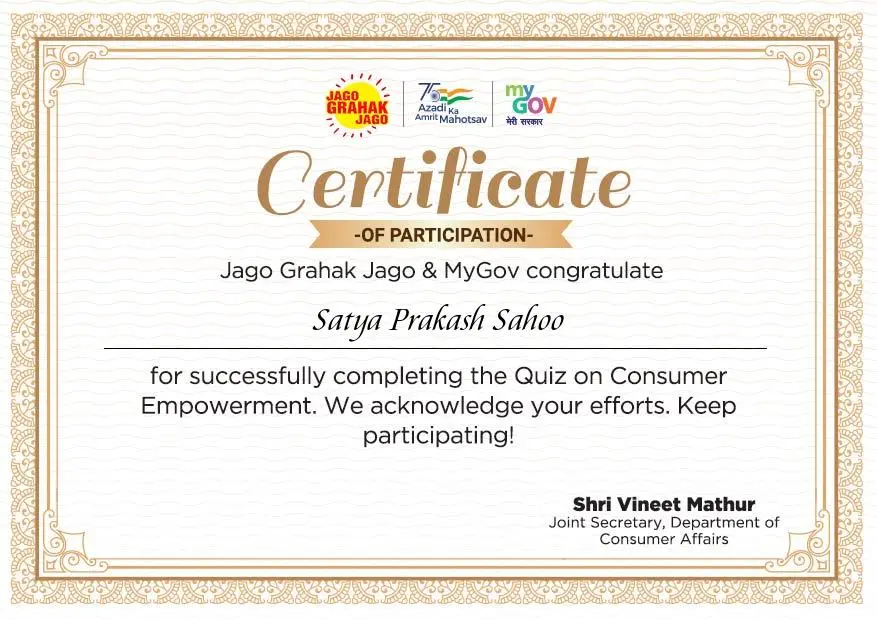 JAGO
GRAHAK
JAGO
75
Azadi Ka
Amrit Mahotsav
my
GOV
मेरी सरकार
Certificate
-OF PARTICIPATION-
Jago Grahak Jago & MyGov congratulate
Satya Prakash Sahoo
for successfully completing the Quiz on Consumer
Empowerment. We acknowledge your efforts. Keep
participating!
Shri Vineet Mathur
Joint Secretary, Department of
Consumer Affairs